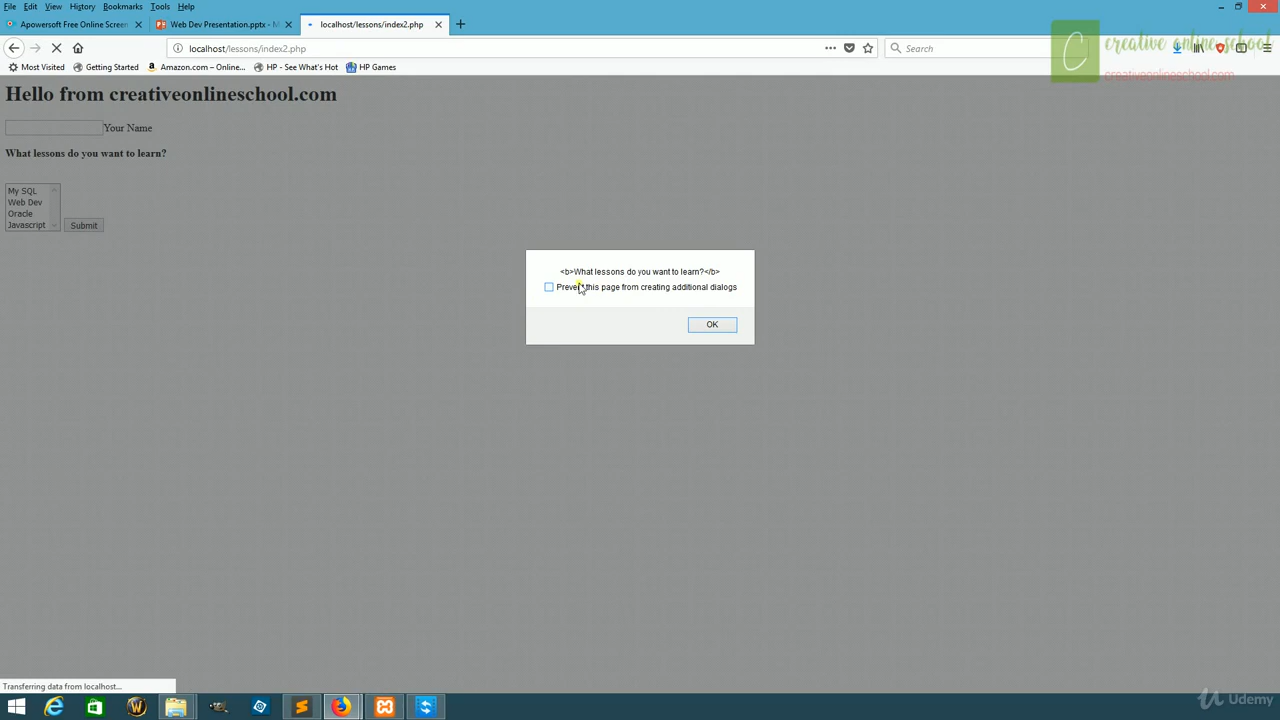 File Edit View History Bookmarks Tools Help
Apowersoft Free Online Screen
Web Dev Presentation.pptx - M
localhost/lessons/index2.php
localhost/lessons/index2.php
Search
Most Visited Getting Started Amazon.com – Online... HP - See What's Hot HP Games
creative online school
creativeonlineschool.com
Hello from creativeonlineschool.com
Your Name
What lessons do you want to learn?
My SQL
Web Dev
Oracle
Javascript
Submit
<b>What lessons do you want to learn?</b>
Prevent this page from creating additional dialogs
OK
Transferring data from localhost...
Udemy